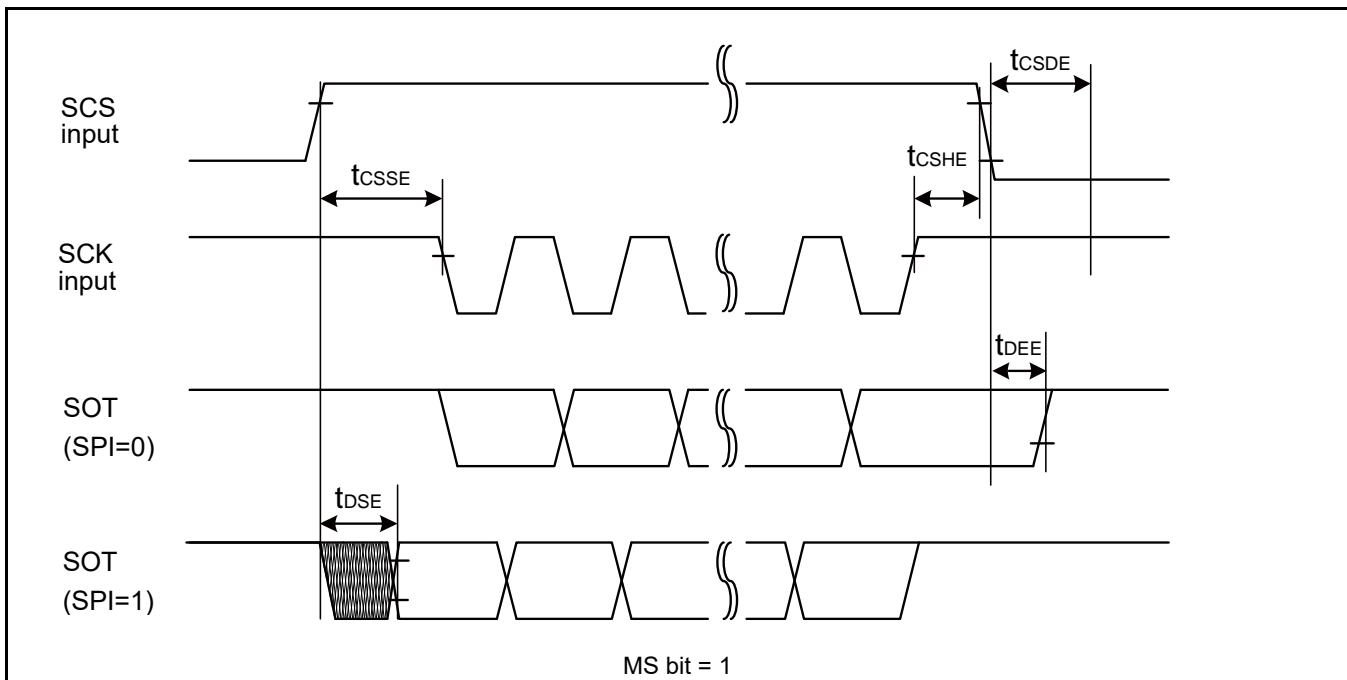 tCSDE
SCS
input
tCSHE
tCSSE
SCK
input
tDEE
SOT
(SPI=0)
tDSE
SOT
(SPI=1)
MS bit = 1